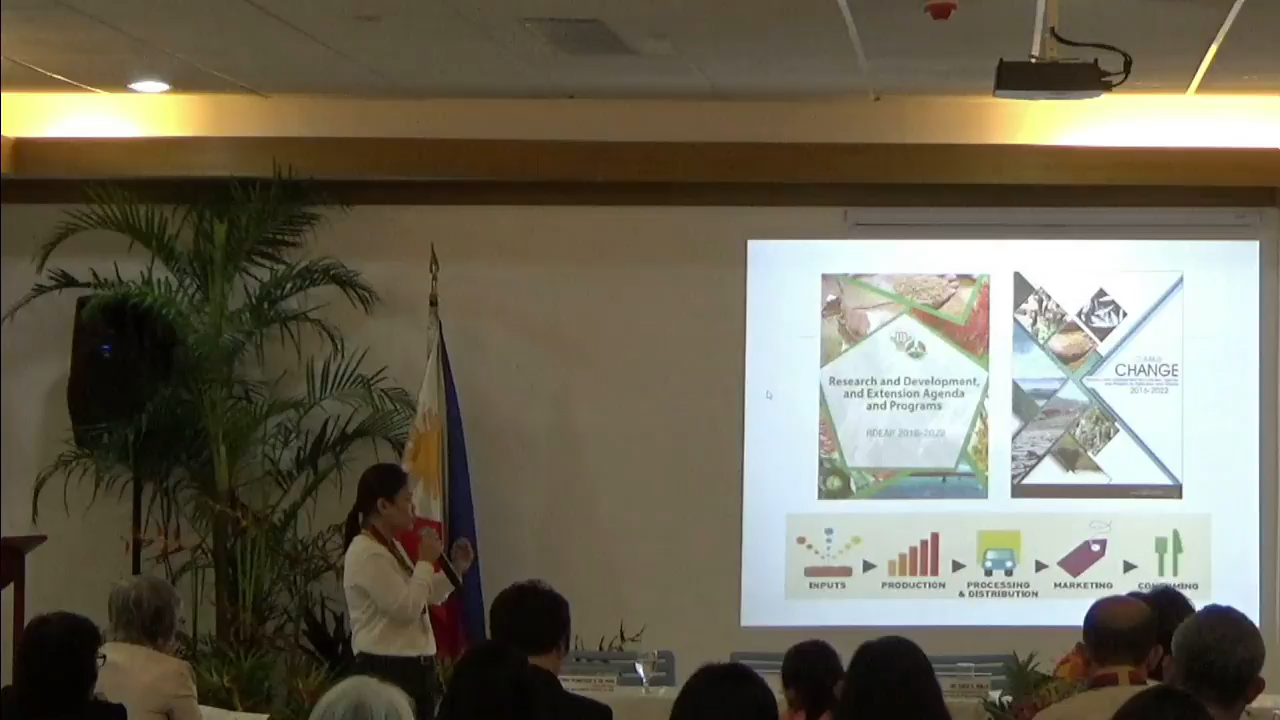 Research and Development,
and Extension Agenda
and Programs
RDEAP 2016-2022
CHANGE
2016-2022
INPUTS
PRODUCTION
PROCESSING
& DISTRIBUTION
MARKETING
CONSUMING